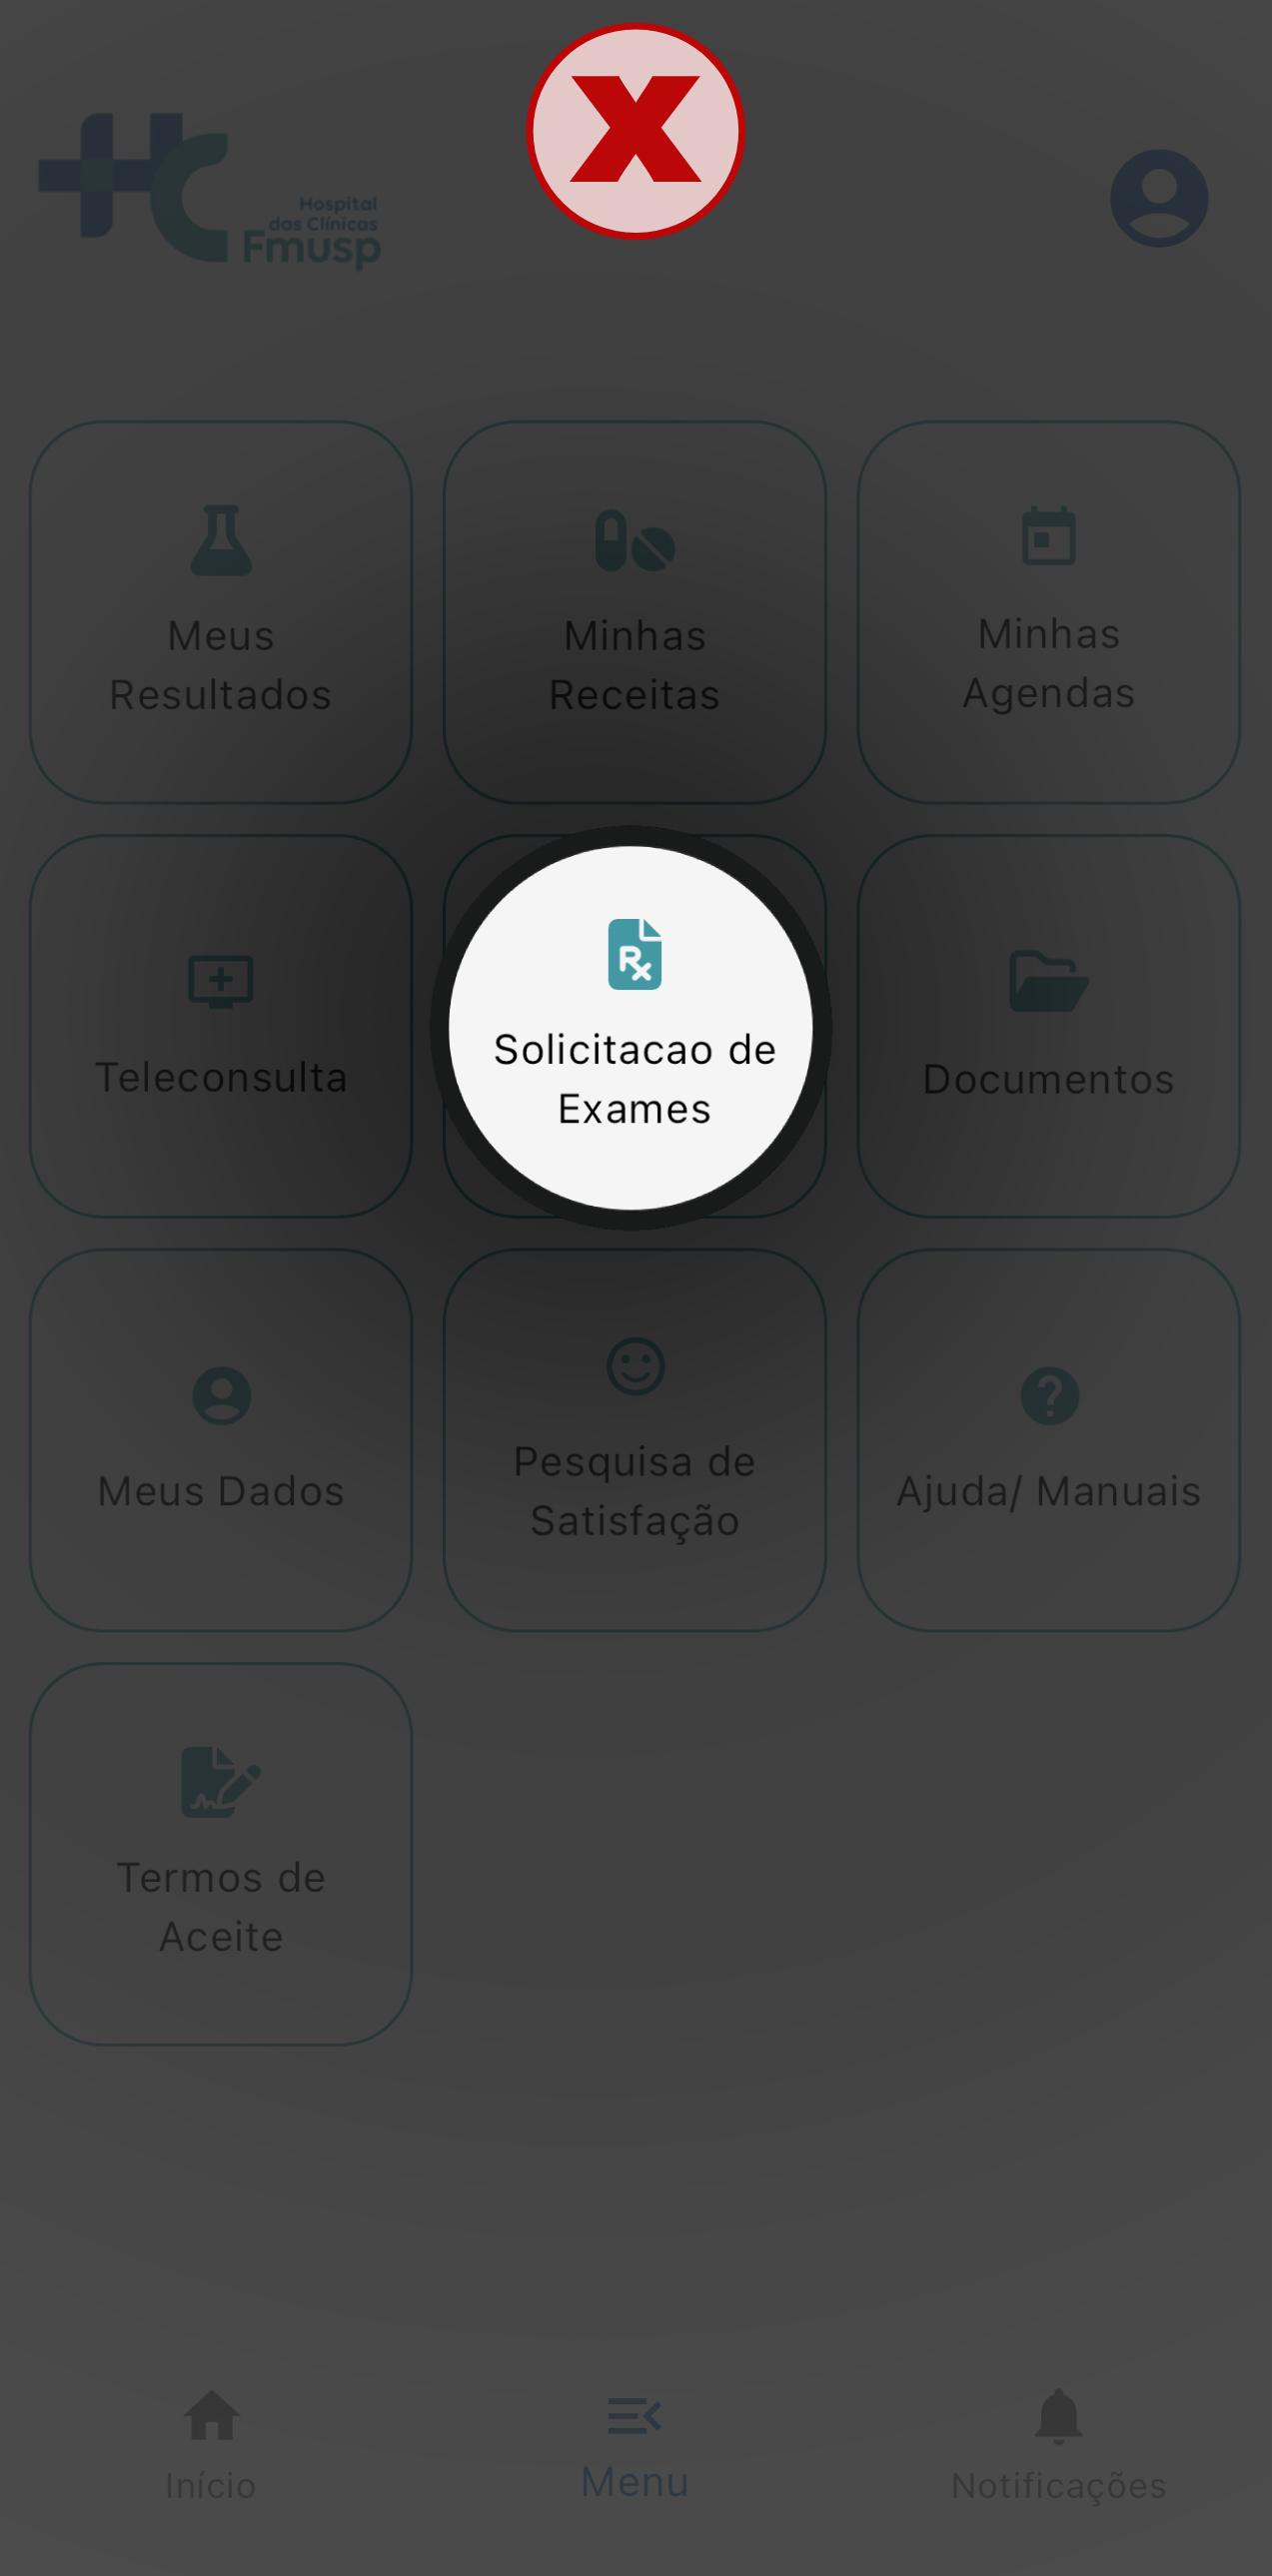 X
Hospital
das Clínicas
Fmusp
Meus
Resultados
Minhas
Receitas
Minhas
Agendas
Teleconsulta
Rx
Solicitacao de
Exames
Documentos
Meus Dados
Pesquisa de
Satisfação
Ajuda/ Manuais
Termos de
Aceite
Início
Menu
Notificações